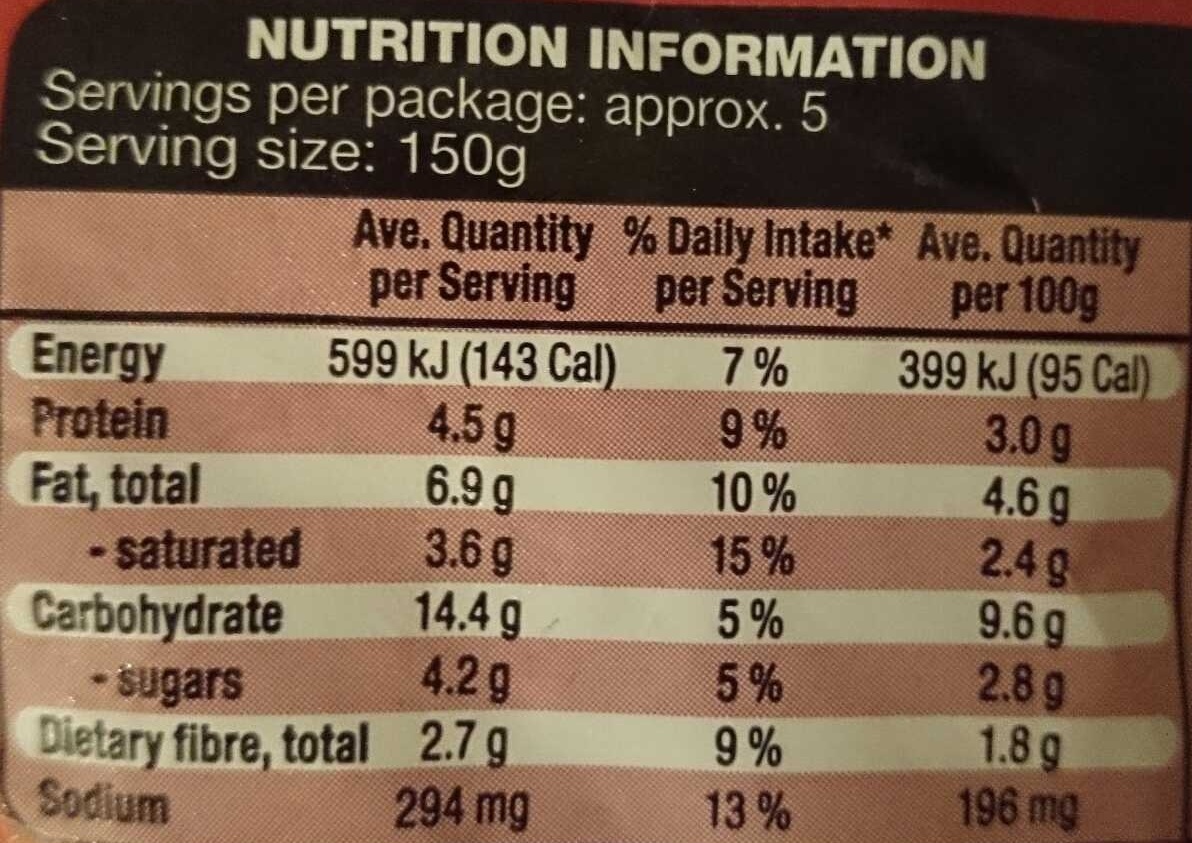 NUTRITION INFORMATION
Servings per package: approx. 5
Serving size: 150g
Ave. Quantity % Daily Intake* Ave. Quantity
per Serving per Serving per 100g
Energy 599 kJ (143 Cal) 7 % 399 kJ (95 Cal)
Protein 4.5 g 9 % 3.0 g
Fat, total 6.9 g 10 % 4.6 g
- saturated 3.6 g 15 % 2.4 g
Carbohydrate 14.4 g 5 % 9.6 g
- sugars 4.2 g 5 % 2.8 g
Dietary fibre, total 2.7 g 9 % 1.8 g
Sodium 294 mg 13 % 196 mg